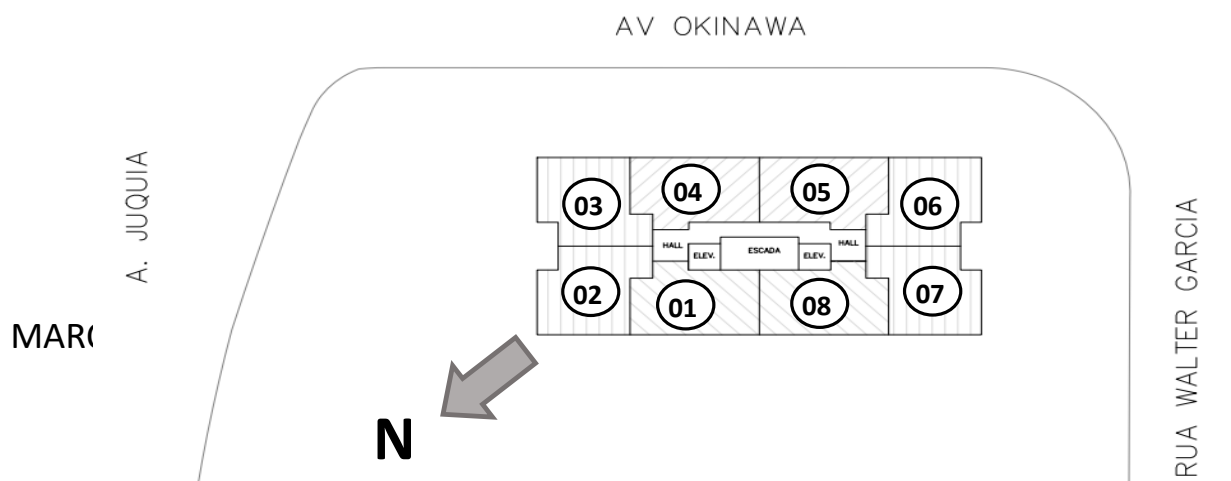 AV OKINAWA
A. JUQUIA
03
04
05
06
HALL
ELEV.
ESCADA
ELEV.
HALL
02
01
08
07
N
RUA WALTER GARCIA